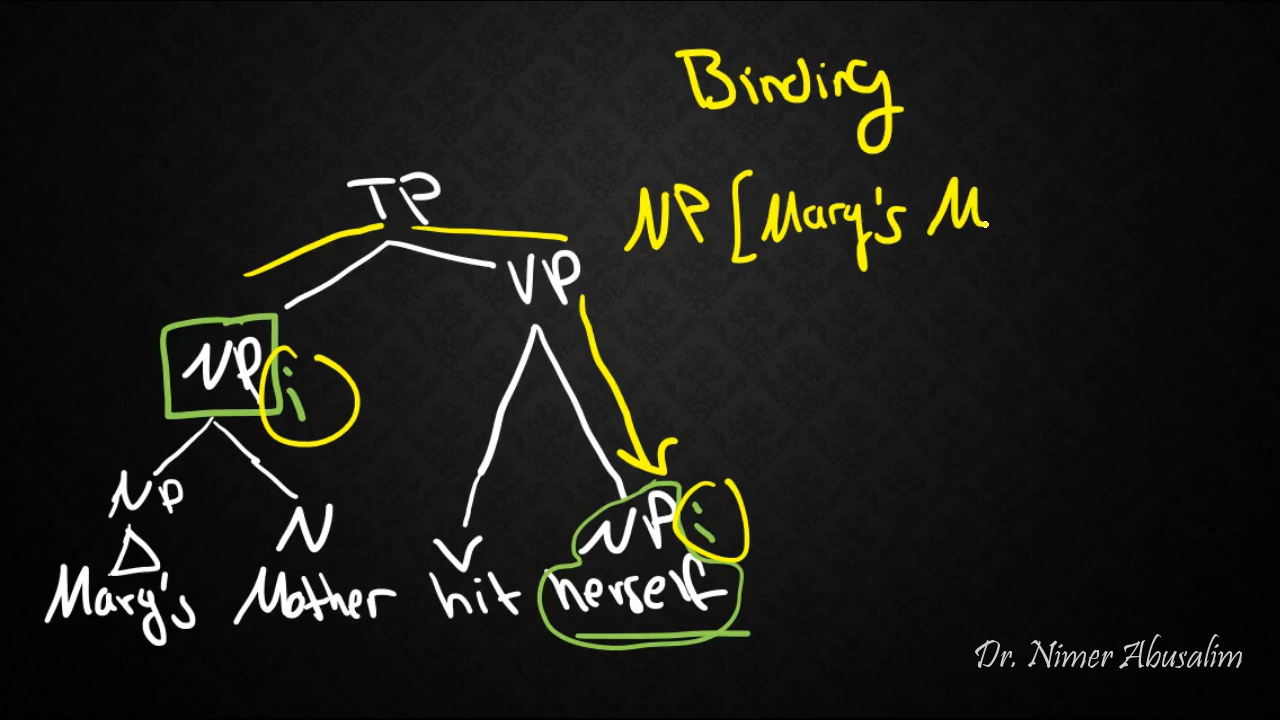 Binding
NP [Mary's M
TP
VP
NP i
NP N NP i
Mary's Mother hit herself
Dr. Nimer Abusalim